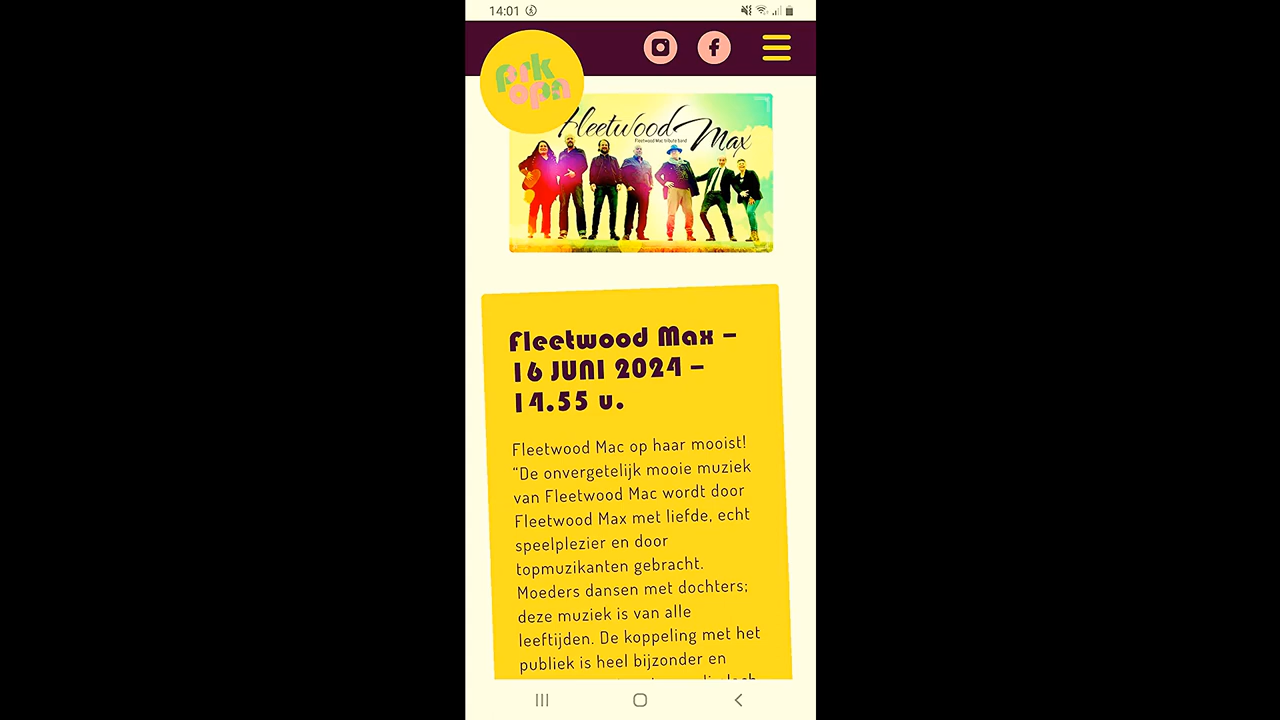 14:01
prk
opn
Fleetwood Max
Fleetwood Mac tribute band
Fleetwood Max –
16 JUNI 2024 –
14.55 u.
Fleetwood Mac op haar mooist!
“De onvergetelijk mooie muziek
van Fleetwood Mac wordt door
Fleetwood Max met liefde, echt
speelplezier en door
topmuzikanten gebracht.
Moeders dansen met dochters;
deze muziek is van alle
leeftijden. De koppeling met het
publiek is heel bijzonder en